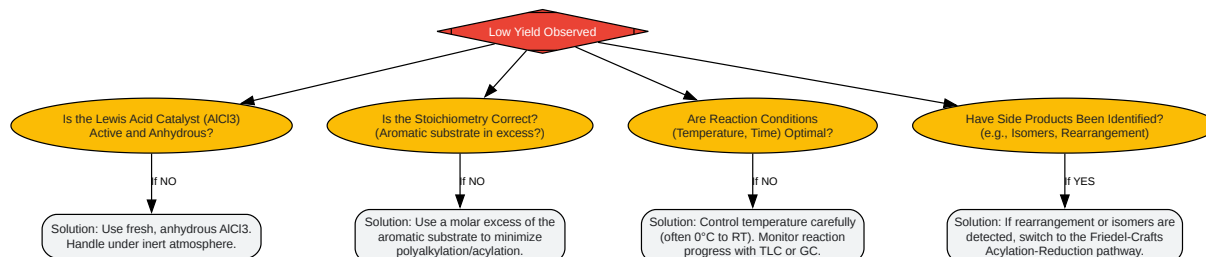 Low Yield Observed
Is the Lewis Acid Catalyst (AlCl3)
Active and Anhydrous?
Is the Stoichiometry Correct?
(Aromatic substrate in excess?)
Are Reaction Conditions
(Temperature, Time) Optimal?
Have Side Products Been Identified?
(e.g., Isomers, Rearrangement)
If NO
If NO
If NO
If YES
Solution: Use fresh, anhydrous AlCl3.
Handle under inert atmosphere.
Solution: Use a molar excess of the
aromatic substrate to minimize
polyalkylation/acylation.
Solution: Control temperature carefully
(often 0°C to RT). Monitor reaction
progress with TLC or GC.
Solution: If rearrangement or isomers are
detected, switch to the Friedel-Crafts
Acylation-Reduction pathway.